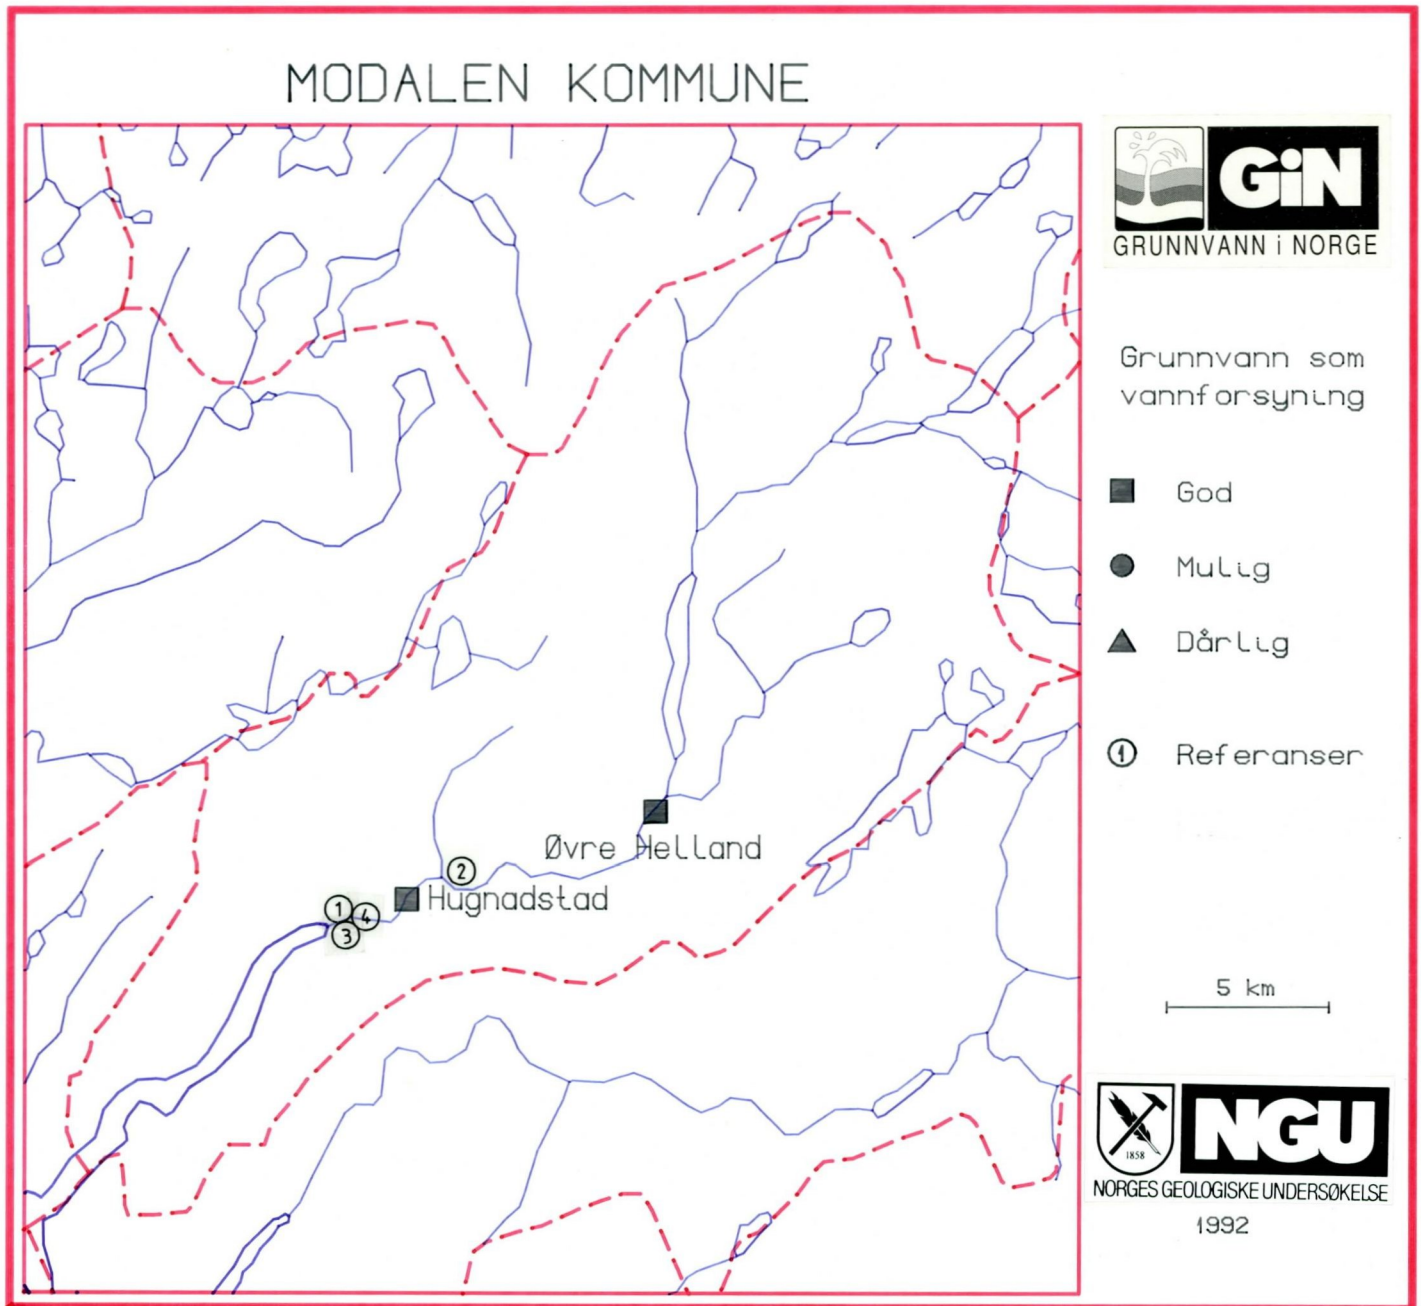 MODALEN KOMMUNE
GiN
GRUNNVANN i NORGE
Grunnvann som
vannforsyning
God
Mulig
Dårlig
1 Referanser
Øvre Helland
2
Hugnadstad
1
4
3
5 km
1858
NGU
NORGES GEOLOGISKE UNDERSØKELSE
1992